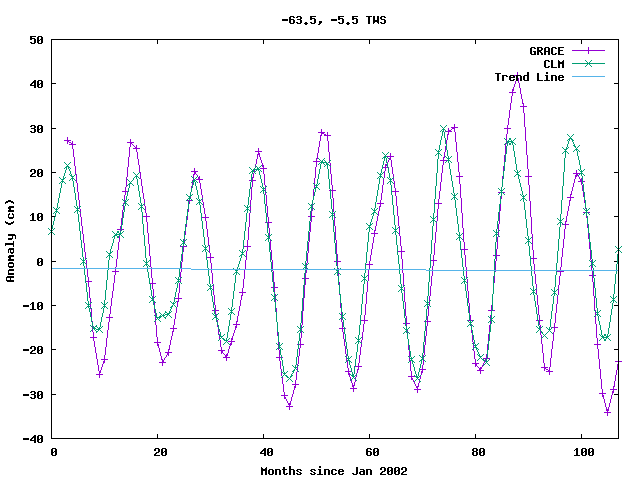 -63.5, -5.5 TWS
GRACE
CLM
Trend Line
50
40
30
20
10
0
-10
-20
-30
-40
Anomaly (cm)
0 20 40 60 80 100
Months since Jan 2002